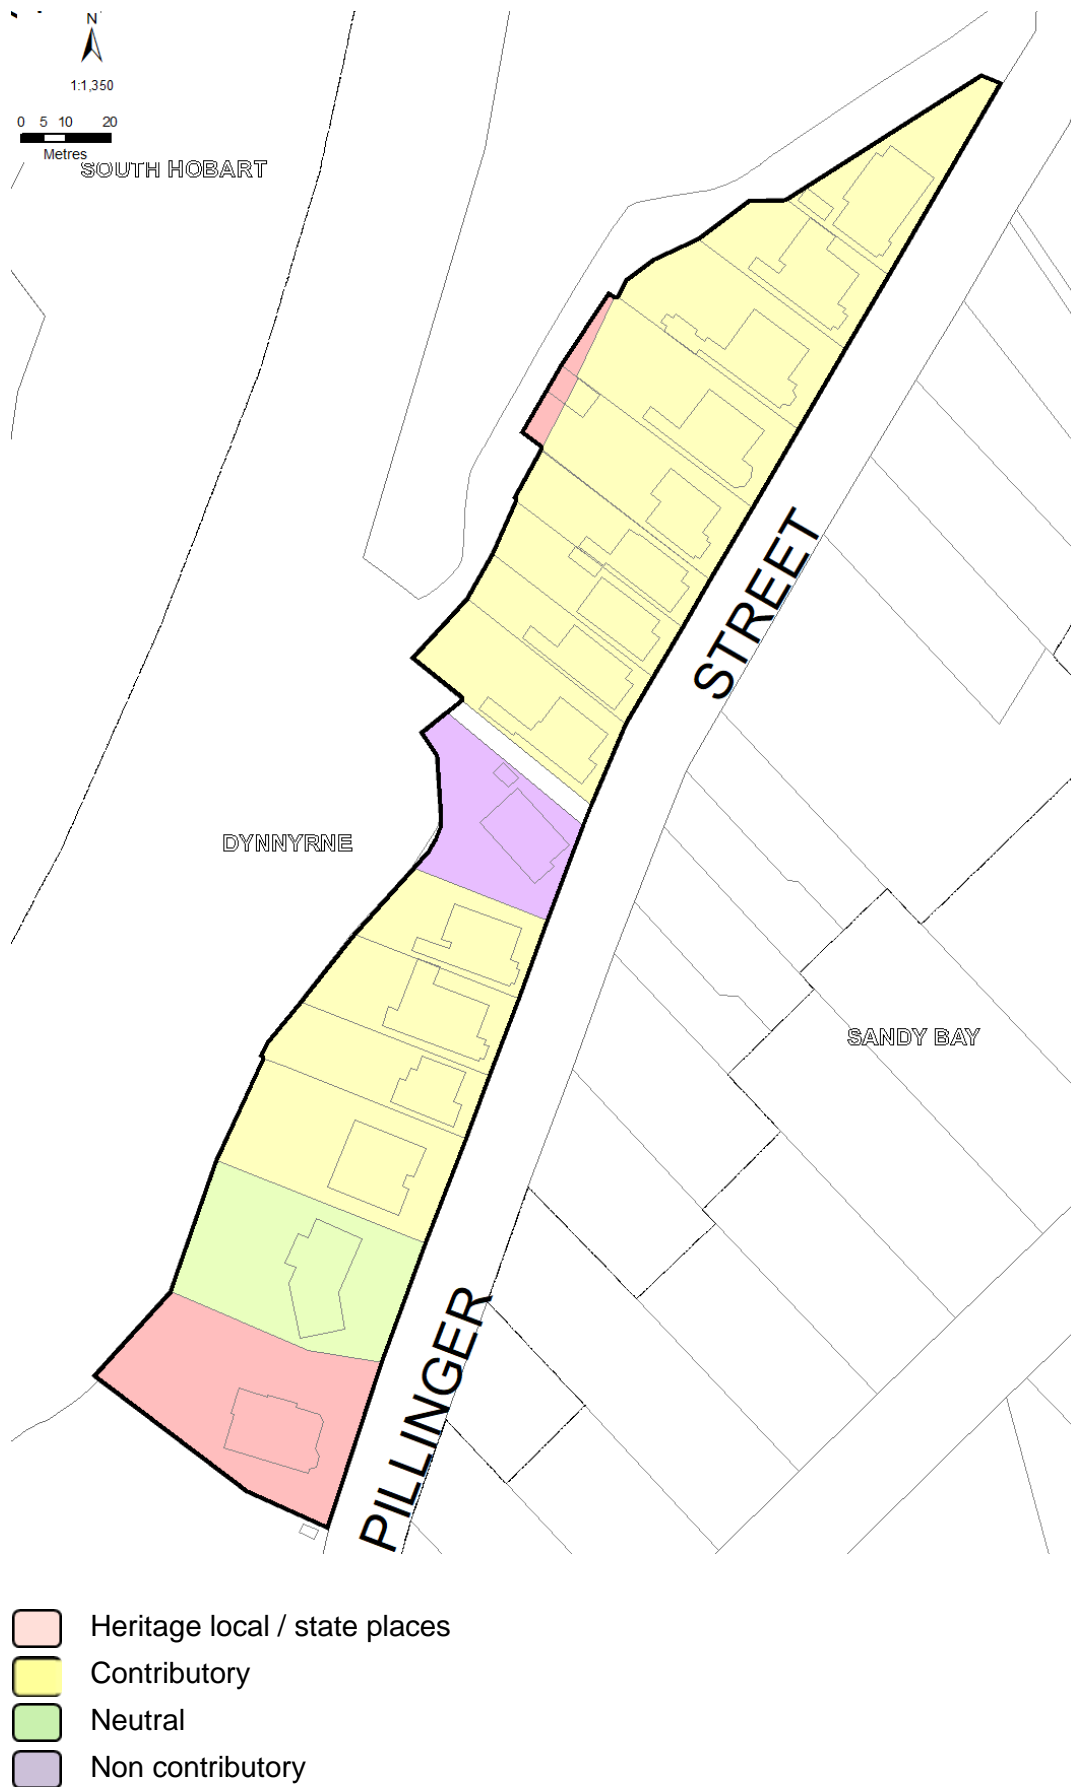 N
1:1,350
0 5 10 20
Metres
SOUTH HOBART
STREET
DYNNYRNE
SANDY BAY
PILLINGER
Heritage local / state places
Contributory
Neutral
Non contributory